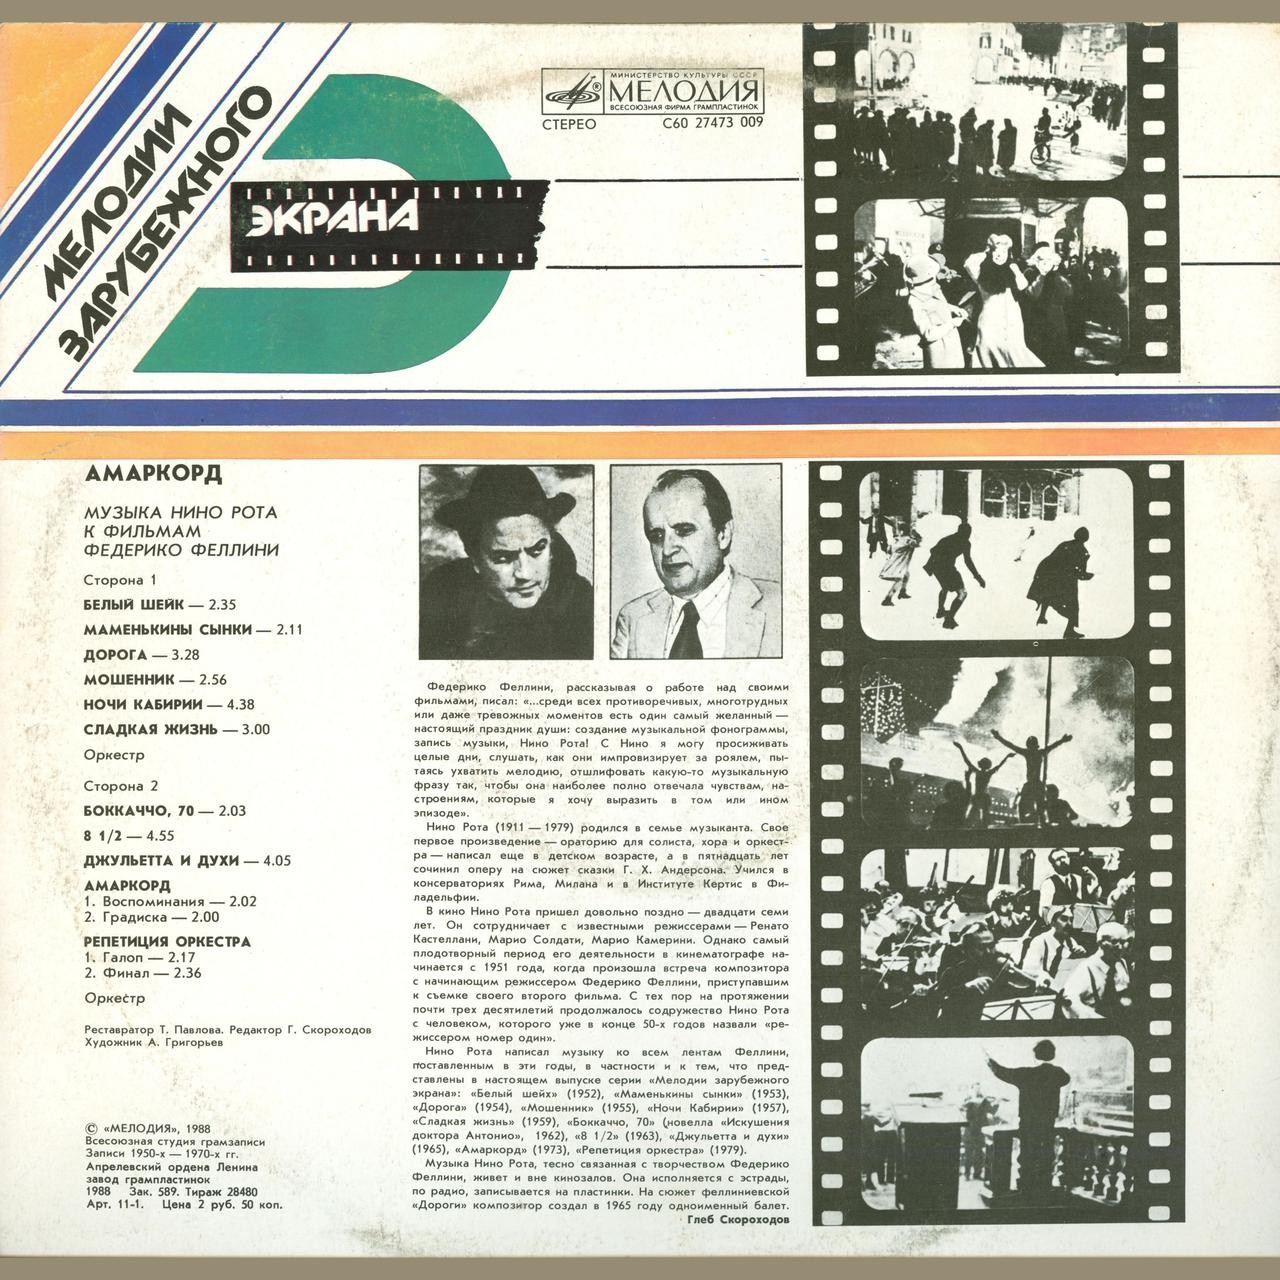 МЕЛОДИИ
ЗАРУБЕЖНОГО
ЭКРАНА
МИНИСТЕРСТВО КУЛЬТУРЫ СССР
®МЕЛОДИЯ
ВСЕСОЮЗНАЯ ФИРМА ГРАМПЛАСТИНОК
СТЕРЕО С60 27473 009
АМАРКОРД
МУЗЫКА НИНО РОТА
К ФИЛЬМАМ
ФЕДЕРИКО ФЕЛЛИНИ
Сторона 1
БЕЛЫЙ ШЕЙК — 2.35
МАМЕНЬКИНЫ СЫНКИ — 2.11
ДОРОГА — 3.28
МОШЕННИК — 2.56
НОЧИ КАБИРИИ — 4.38
СЛАДКАЯ ЖИЗНЬ — 3.00
Оркестр
Сторона 2
БОККАЧЧО, 70 — 2.03
8 1/2 — 4.55
ДЖУЛЬЕТТА И ДУХИ — 4.05
АМАРКОРД
1. Воспоминания — 2.02
2. Градиска — 2.00
РЕПЕТИЦИЯ ОРКЕСТРА
1. Галоп — 2.17
2. Финал — 2.36
Оркестр
Реставратор Т. Павлова. Редактор Г. Скороходов
Художник А. Григорьев
© «МЕЛОДИЯ», 1988
Всесоюзная студия грамзаписи
Записи 1950-х — 1970-х гг.
Апрелевский ордена Ленина
завод грампластинок
1988 Зак. 589. Тираж 28480
Арт. 11-1. Цена 2 руб. 50 коп.
Федерико Феллини, рассказывая о работе над своими
фильмами, писал: «...среди всех противоречивых, многотрудных
или даже тревожных моментов есть один самый желанный —
настоящий праздник души: создание музыкальной фонограммы,
запись музыки, Нино Рота! С Нино я могу просиживать
целые дни, слушать, как они импровизирует за роялем, пы-
таясь ухватить мелодию, отшлифовать какую-то музыкальную
фразу так, чтобы она наиболее полно отвечала чувствам, на-
строениям, которые я хочу выразить в том или ином
эпизоде».
Нино Рота (1911 — 1979) родился в семье музыканта. Свое
первое произведение — ораторию для солиста, хора и оркест-
ра — написал еще в детском возрасте, а в пятнадцать лет
сочинил оперу на сюжет сказки Г. Х. Андерсона. Учился в
консерваториях Рима, Милана и в Институте Кертис в Фи-
ладельфии.
В кино Нино Рота пришел довольно поздно — двадцати семи
лет. Он сотрудничает с известными режиссерами — Ренато
Кастеллани, Марио Солдати, Марио Камерини. Однако самый
плодотворный период его деятельности в кинематографе на-
чинается с 1951 года, когда произошла встреча композитора
с начинающим режиссером Федерико Феллини, приступавшим
к съемке своего второго фильма. С тех пор на протяжении
почти трех десятилетий продолжалось содружество Нино Рота
с человеком, которого уже в конце 50-х годов назвали «ре-
жиссером номер один».
Нино Рота написал музыку ко всем лентам Феллини,
поставленным в эти годы, в частности и к тем, что пред-
ставлены в настоящем выпуске серии «Мелодии зарубежного
экрана»: «Белый шейх» (1952), «Маменькины сынки» (1953),
«Дорога» (1954), «Мошенник» (1955), «Ночи Кабирии» (1957),
«Сладкая жизнь» (1959), «Боккаччо, 70» (новелла «Искушения
доктора Антонио», 1962), «8 1/2» (1963), «Джульетта и духи»
(1965), «Амаркорд» (1973), «Репетиция оркестра» (1979).
Музыка Нино Рота, тесно связанная с творчеством Федерико
Феллини, живет и вне кинозалов. Она исполняется с эстрады,
по радио, записывается на пластинки. На сюжет феллиниевской
«Дороги» композитор создал в 1965 году одноименный балет.
Глеб Скороходов